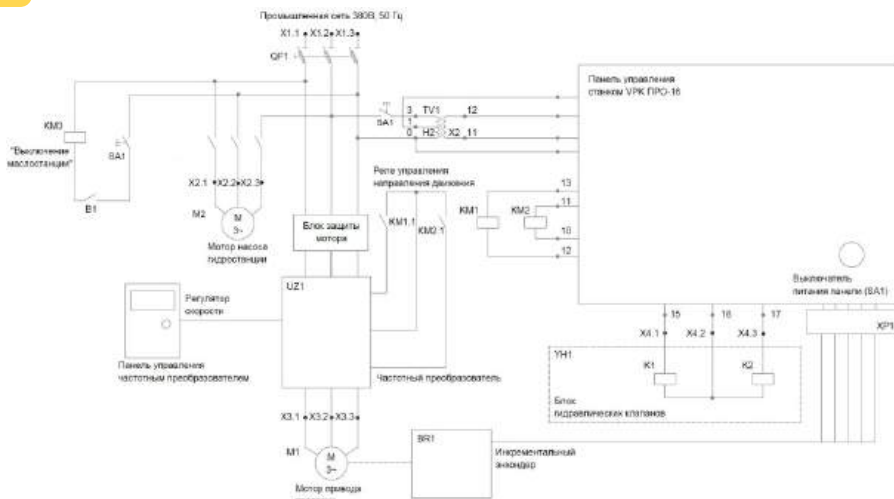 Промышленная сеть 380В, 50 Гц
X1.1 X1.2 X1.3
QF1
Панель управления
станком VPK ПРО-16
3 TV1 12
1
SA1 0 H2 X2 11
KM3
"Выключение
маслостанции"
SA1
B1
X2.1 X2.2 X2.3
M2
M
3~
Мотор насоса
гидростанции
Реле управления
направления движения
KM1.1
KM2.1
Блок защиты
мотора
13
11
KM1 KM2
10
12
Выключатель
питания панели (SA1)
XP1
UZ1
Регулятор
скорости
Панель управления
частотным преобразователем
Частотный преобразователь
15 16 17
X4.1 X4.2 X4.3
YH1
K1 K2
Блок
гидравлических клапанов
X3.1 X3.2 X3.3
M1
M
3~
Мотор привода
BR1
Инкрементальный
энкодер